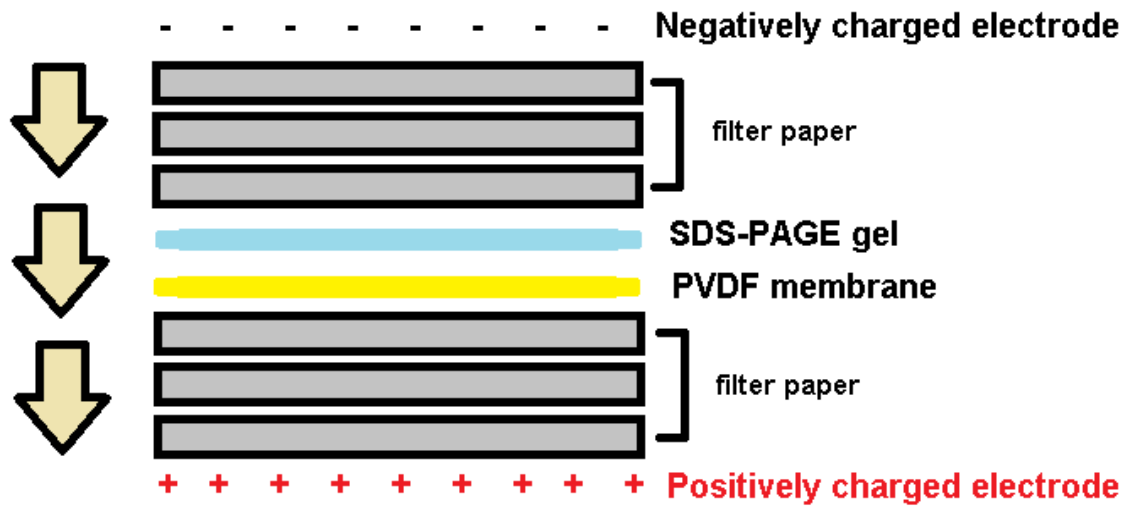 - - - - - - - - Negatively charged electrode
filter paper
SDS-PAGE gel
PVDF membrane
filter paper
+ + + + + + + + + Positively charged electrode